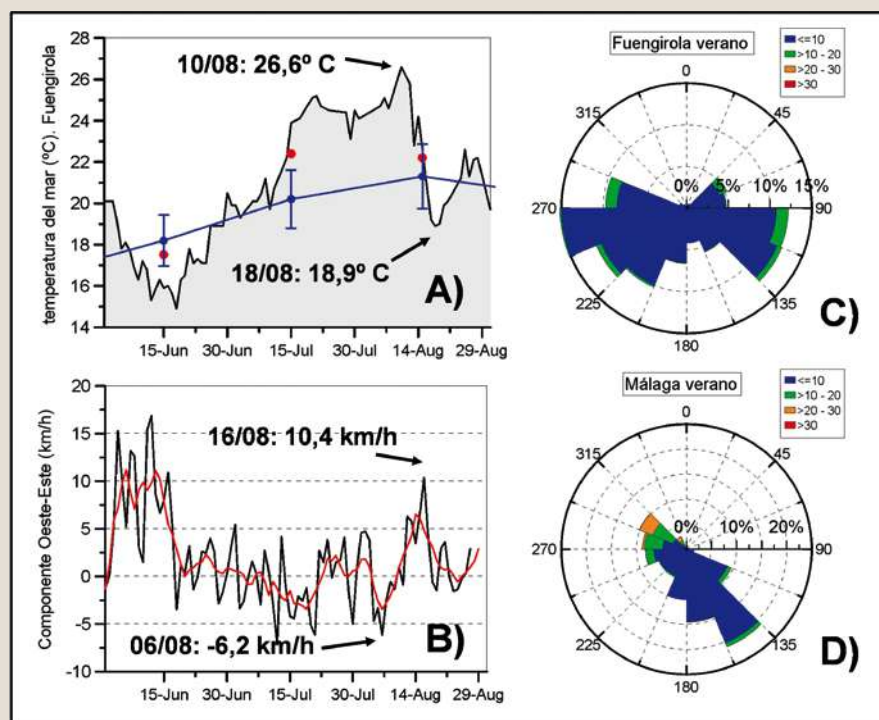 temperatura del mar (ºC). Fuengirola
28
26
24
22
20
18
16
14
10/08: 26,6º C
18/08: 18,9º C
A)
15-Jun 30-Jun 15-Jul 30-Jul 14-Aug 29-Aug
Componente Oeste-Este (km/h)
20
15
10
5
0
-5
-10
16/08: 10,4 km/h
06/08: -6,2 km/h
B)
15-Jun 30-Jun 15-Jul 30-Jul 14-Aug 29-Aug
Fuengirola verano
<=10
>10 - 20
>20 - 30
>30
0
315 45
0% 5% 10% 15%
270 90
225 135
180
C)
Málaga verano
<=10
>10 - 20
>20 - 30
>30
0
315 45
0% 10% 20%
270 90
225 135
180
D)